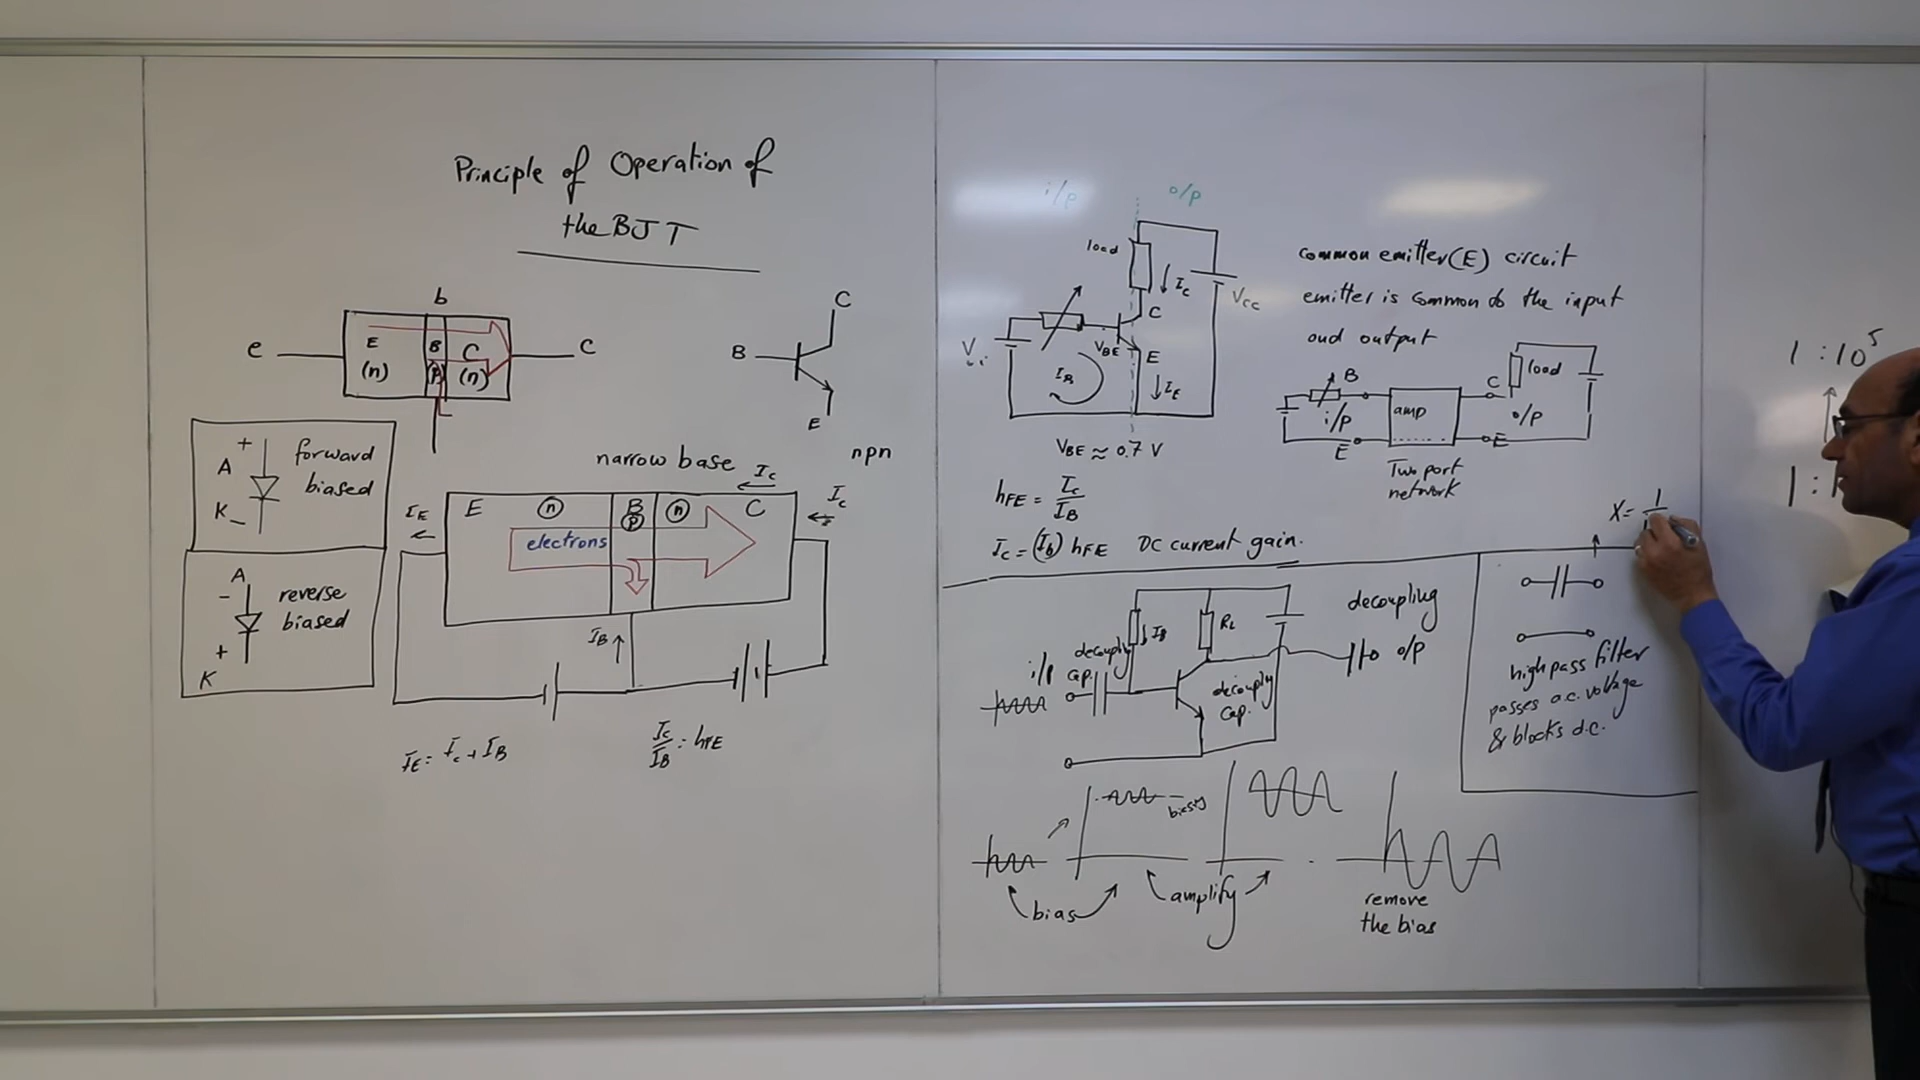 Principle of Operation of
the BJT
b
e
E
B
C
(n)
(P)
(n)
C
C
B
E
npn
+
A
K
-
forward
biased
A
-
+
K
reverse
biased
narrow base
Ic
Ic
IE
E
n
B
P
n
C
electrons
IB
IE = Ic + IB
Ic/IB = hFE
i/p
o/p
load
Ic
Vcc
C
VBE
E
IB
IE
VBE ≈ 0.7 V
hFE = Ic/IB
Ic = (Ib) hFE DC current gain.
common emitter(E) circuit
emitter is common to the input
and output
B
i/p
E
amp
C
load
o/p
E
Two port
network
1 : 10^5
1 :
X = 1
high pass filter
passes a.c. voltage
& blocks d.c.
decoupling
IB
RL
i/p
decouply
cap.
decouply
cap.
o/p
bias
amplify
remove
the bias